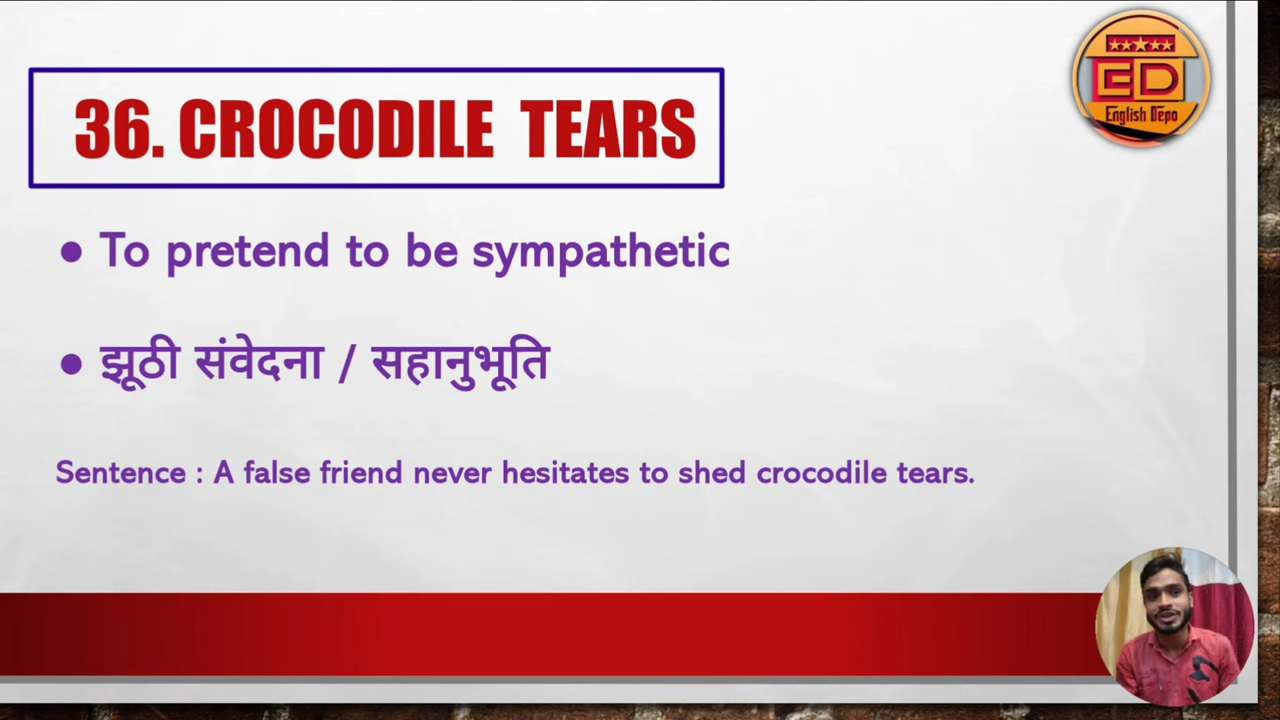 36. CROCODILE TEARS
ED
English Depo
• To pretend to be sympathetic
• झूठी संवेदना / सहानुभूति
Sentence : A false friend never hesitates to shed crocodile tears.